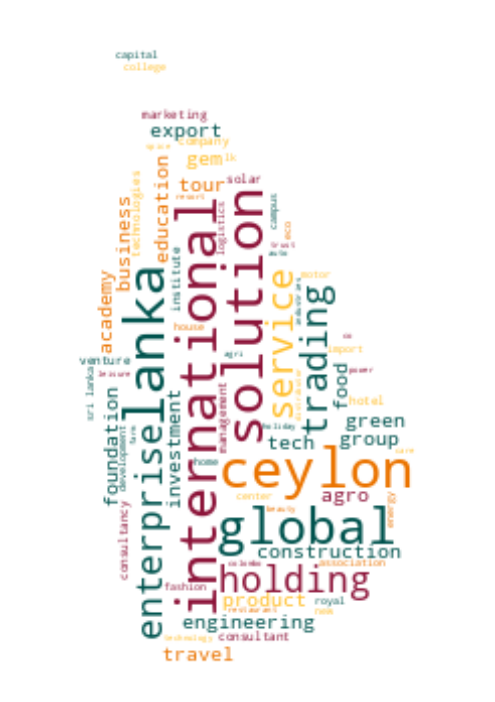 capital
college
marketing
export
company
spice
gem
lk
education
technologies
tour
solar
resort
business
logistics
campus
eco
trust
auto
institute
international
solution
lanka
academy
service
motor
trading
house
venture
leisure
agri
import
power
food
hotel
sri lanka
foundation
development
farm
enterprise
investment
management
holiday
green
group
tech
care
home
ceylon
center
agro
energy
beauty
consultancy
global
construction
colombo
association
holding
fashion
product
royal
restaurant
new
engineering
technology
consultant
travel